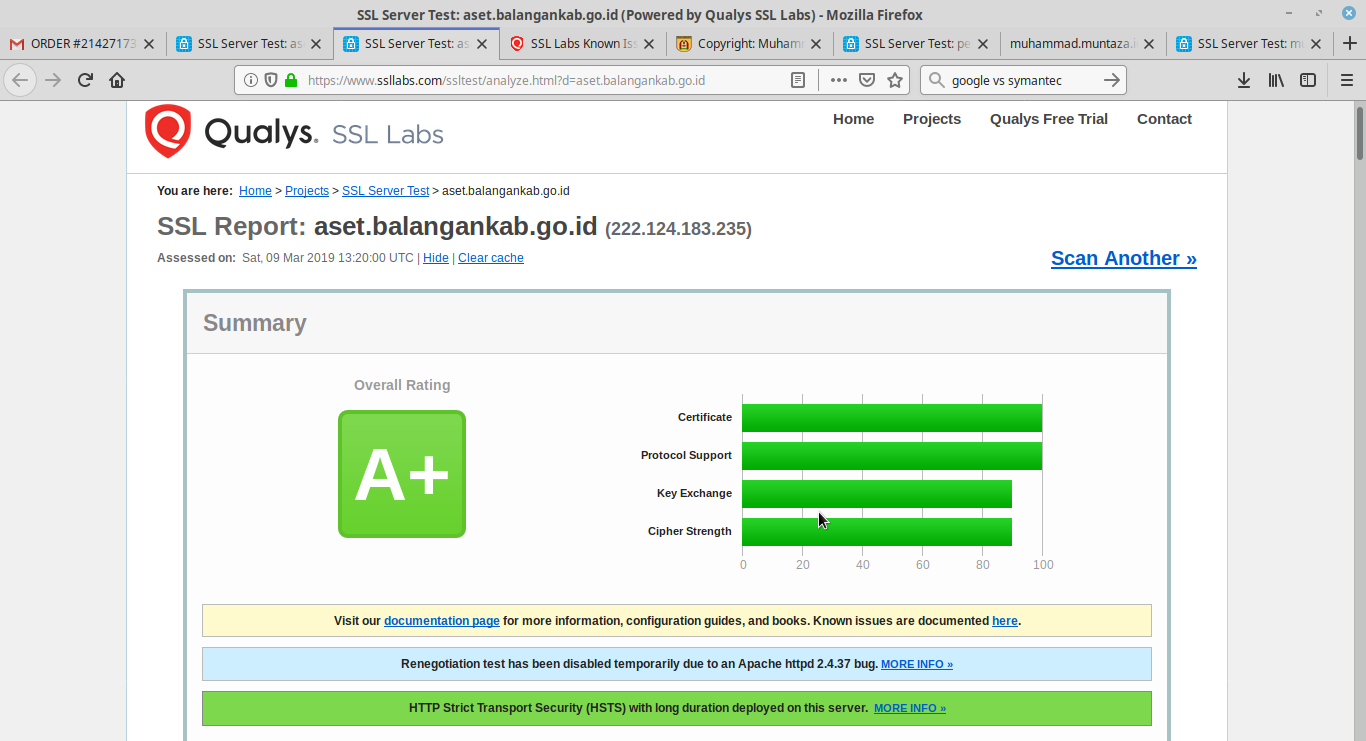 SSL Server Test: aset.balangankab.go.id (Powered by Qualys SSL Labs) - Mozilla Firefox
ORDER #21427173
SSL Server Test: as
SSL Server Test: as
SSL Labs Known Iss
Copyright: Muham
SSL Server Test: pe
muhammad.muntaza.
SSL Server Test: m
https://www.ssllabs.com/ssltest/analyze.html?d=aset.balangankab.go.id
google vs symantec
Qualys. SSL LABS
Home
Projects
Qualys Free Trial
Contact
You are here: Home > Projects > SSL Server Test > aset.balangankab.go.id
SSL Report: aset.balangankab.go.id (222.124.183.235)
Assessed on: Sat, 09 Mar 2019 13:20:00 UTC | Hide | Clear cache
Scan Another »
Summary
Overall Rating
A+
Certificate
Protocol Support
Key Exchange
Cipher Strength
0 20 40 60 80 100
Visit our documentation page for more information, configuration guides, and books. Known issues are documented here.
Renegotiation test has been disabled temporarily due to an Apache httpd 2.4.37 bug. MORE INFO »
HTTP Strict Transport Security (HSTS) with long duration deployed on this server. MORE INFO »